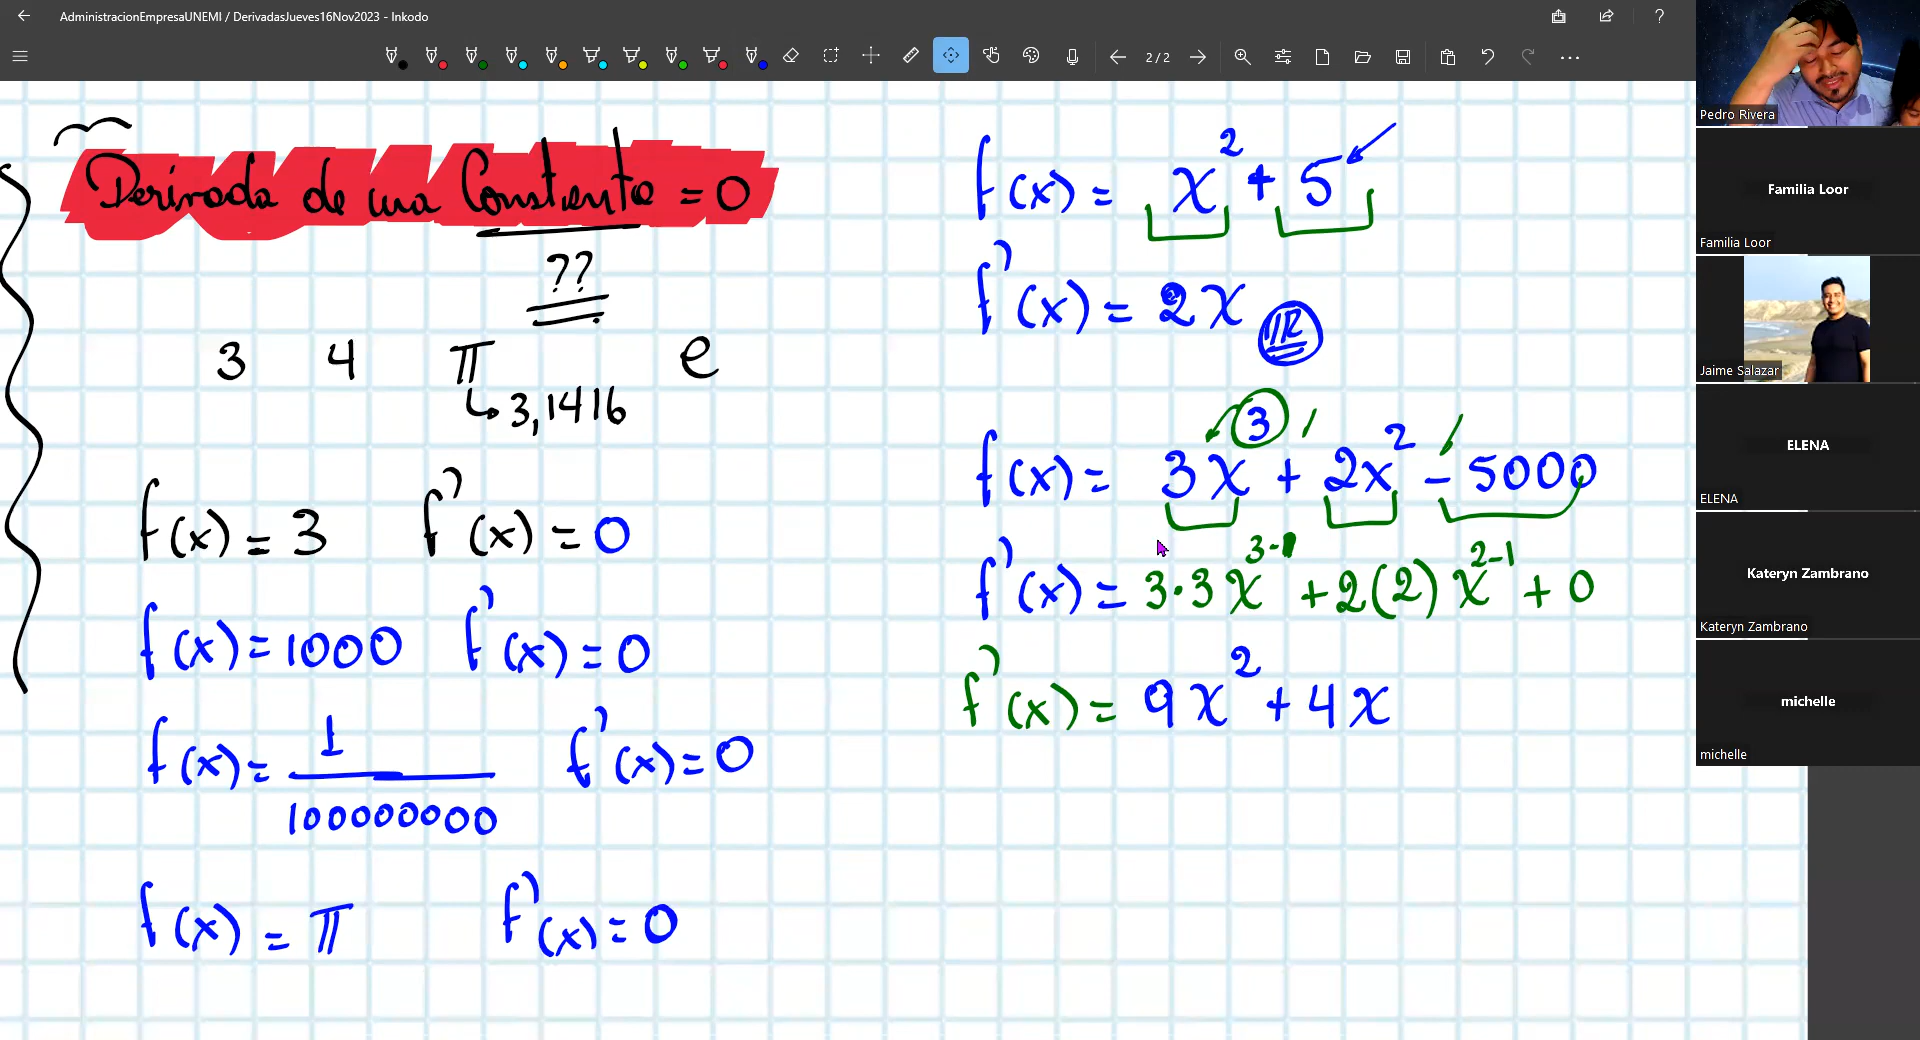 AdministracionEmpresaUNEMI / DerivadasJueves16Nov2023 - Inkodo
2 / 2
Derivada de una Constante = 0
??
3 4 π e
↳ 3,1416
f(x) = 3 f'(x) = 0
f(x) = 1000 f'(x) = 0
f(x) = 1/100000000 f'(x) = 0
f(x) = π f'(x) = 0
f(x) = x² + 5
f'(x) = 2x
f(x) = 3x³ + 2x² - 5000
f'(x) = 3·3x³⁻¹ + 2(2)x²⁻¹ + 0
f'(x) = 9x² + 4x
Pedro Rivera
Familia Loor
Familia Loor
Jaime Salazar
ELENA
ELENA
Kateryn Zambrano
Kateryn Zambrano
michelle
michelle